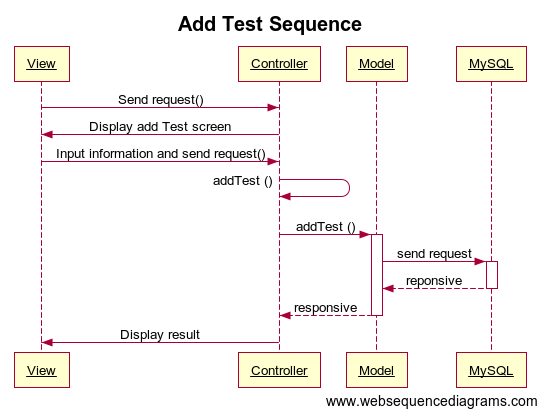 Add Test Sequence
View Controller Model MySQL
Send request()
Display add Test screen
Input information and send request()
addTest ()
addTest ()
send request
reponsive
responsive
Display result
View Controller Model MySQL
www.websequencediagrams.com